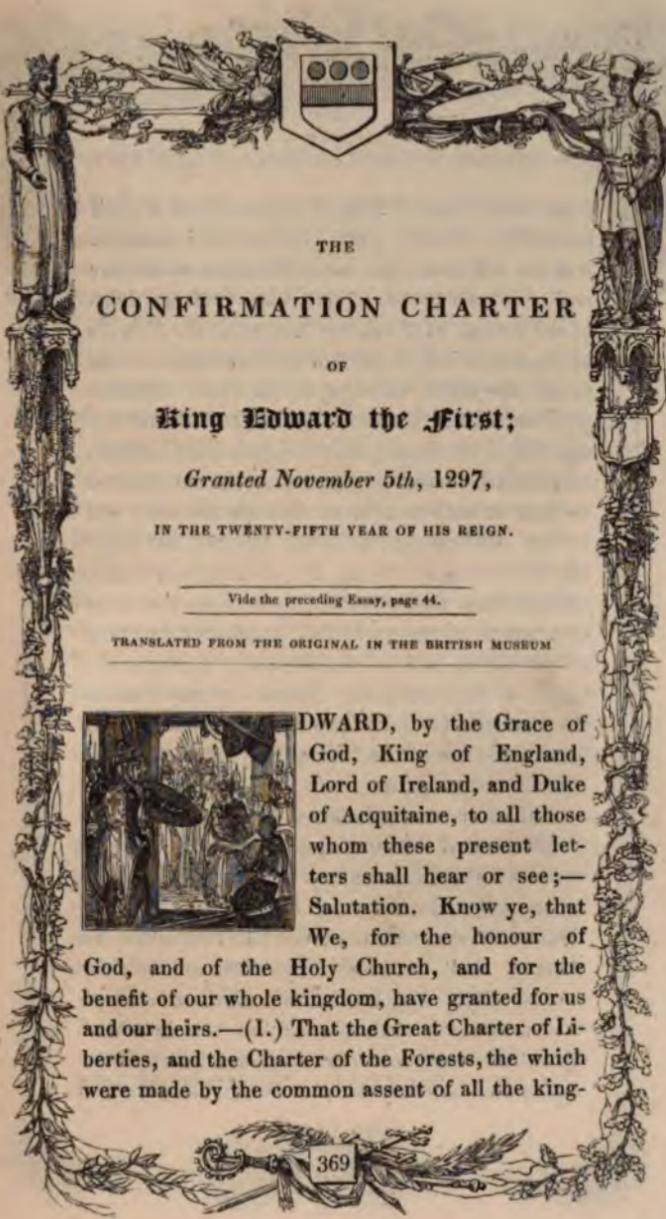 THE
CONFIRMATION CHARTER
OF
King Edward the First;
Granted November 5th, 1297,
IN THE TWENTY-FIFTH YEAR OF HIS REIGN.
Vide the preceding Essay, page 44.
TRANSLATED FROM THE ORIGINAL IN THE BRITISH MUSEUM
DWARD, by the Grace of
God, King of England,
Lord of Ireland, and Duke
of Acquitaine, to all those
whom these present let-
ters shall hear or see;—
Salutation. Know ye, that
We, for the honour of
God, and of the Holy Church, and for the
benefit of our whole kingdom, have granted for us
and our heirs.—(1.) That the Great Charter of Li-
berties, and the Charter of the Forests, the which
were made by the common assent of all the king-
369